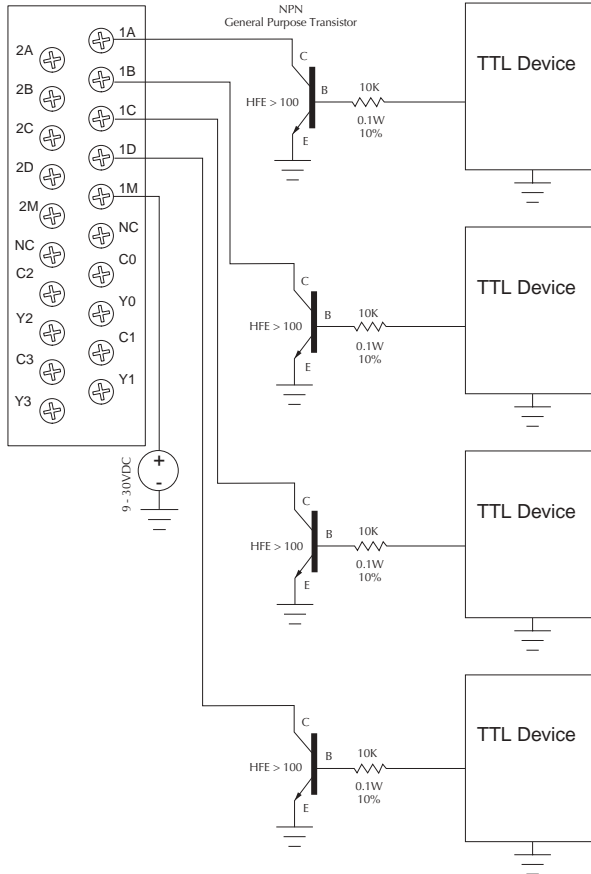 NPN
General Purpose Transistor
2A
2B
2C
2D
2M
NC
C2
Y2
C3
Y3
1A
1B
1C
1D
1M
NC
C0
Y0
C1
Y1
+
-
9 - 30VDC
C
B
E
HFE > 100
10K
0.1W
10%
TTL Device
C
B
E
HFE > 100
10K
0.1W
10%
TTL Device
C
B
E
HFE > 100
10K
0.1W
10%
TTL Device
C
B
E
HFE > 100
10K
0.1W
10%
TTL Device